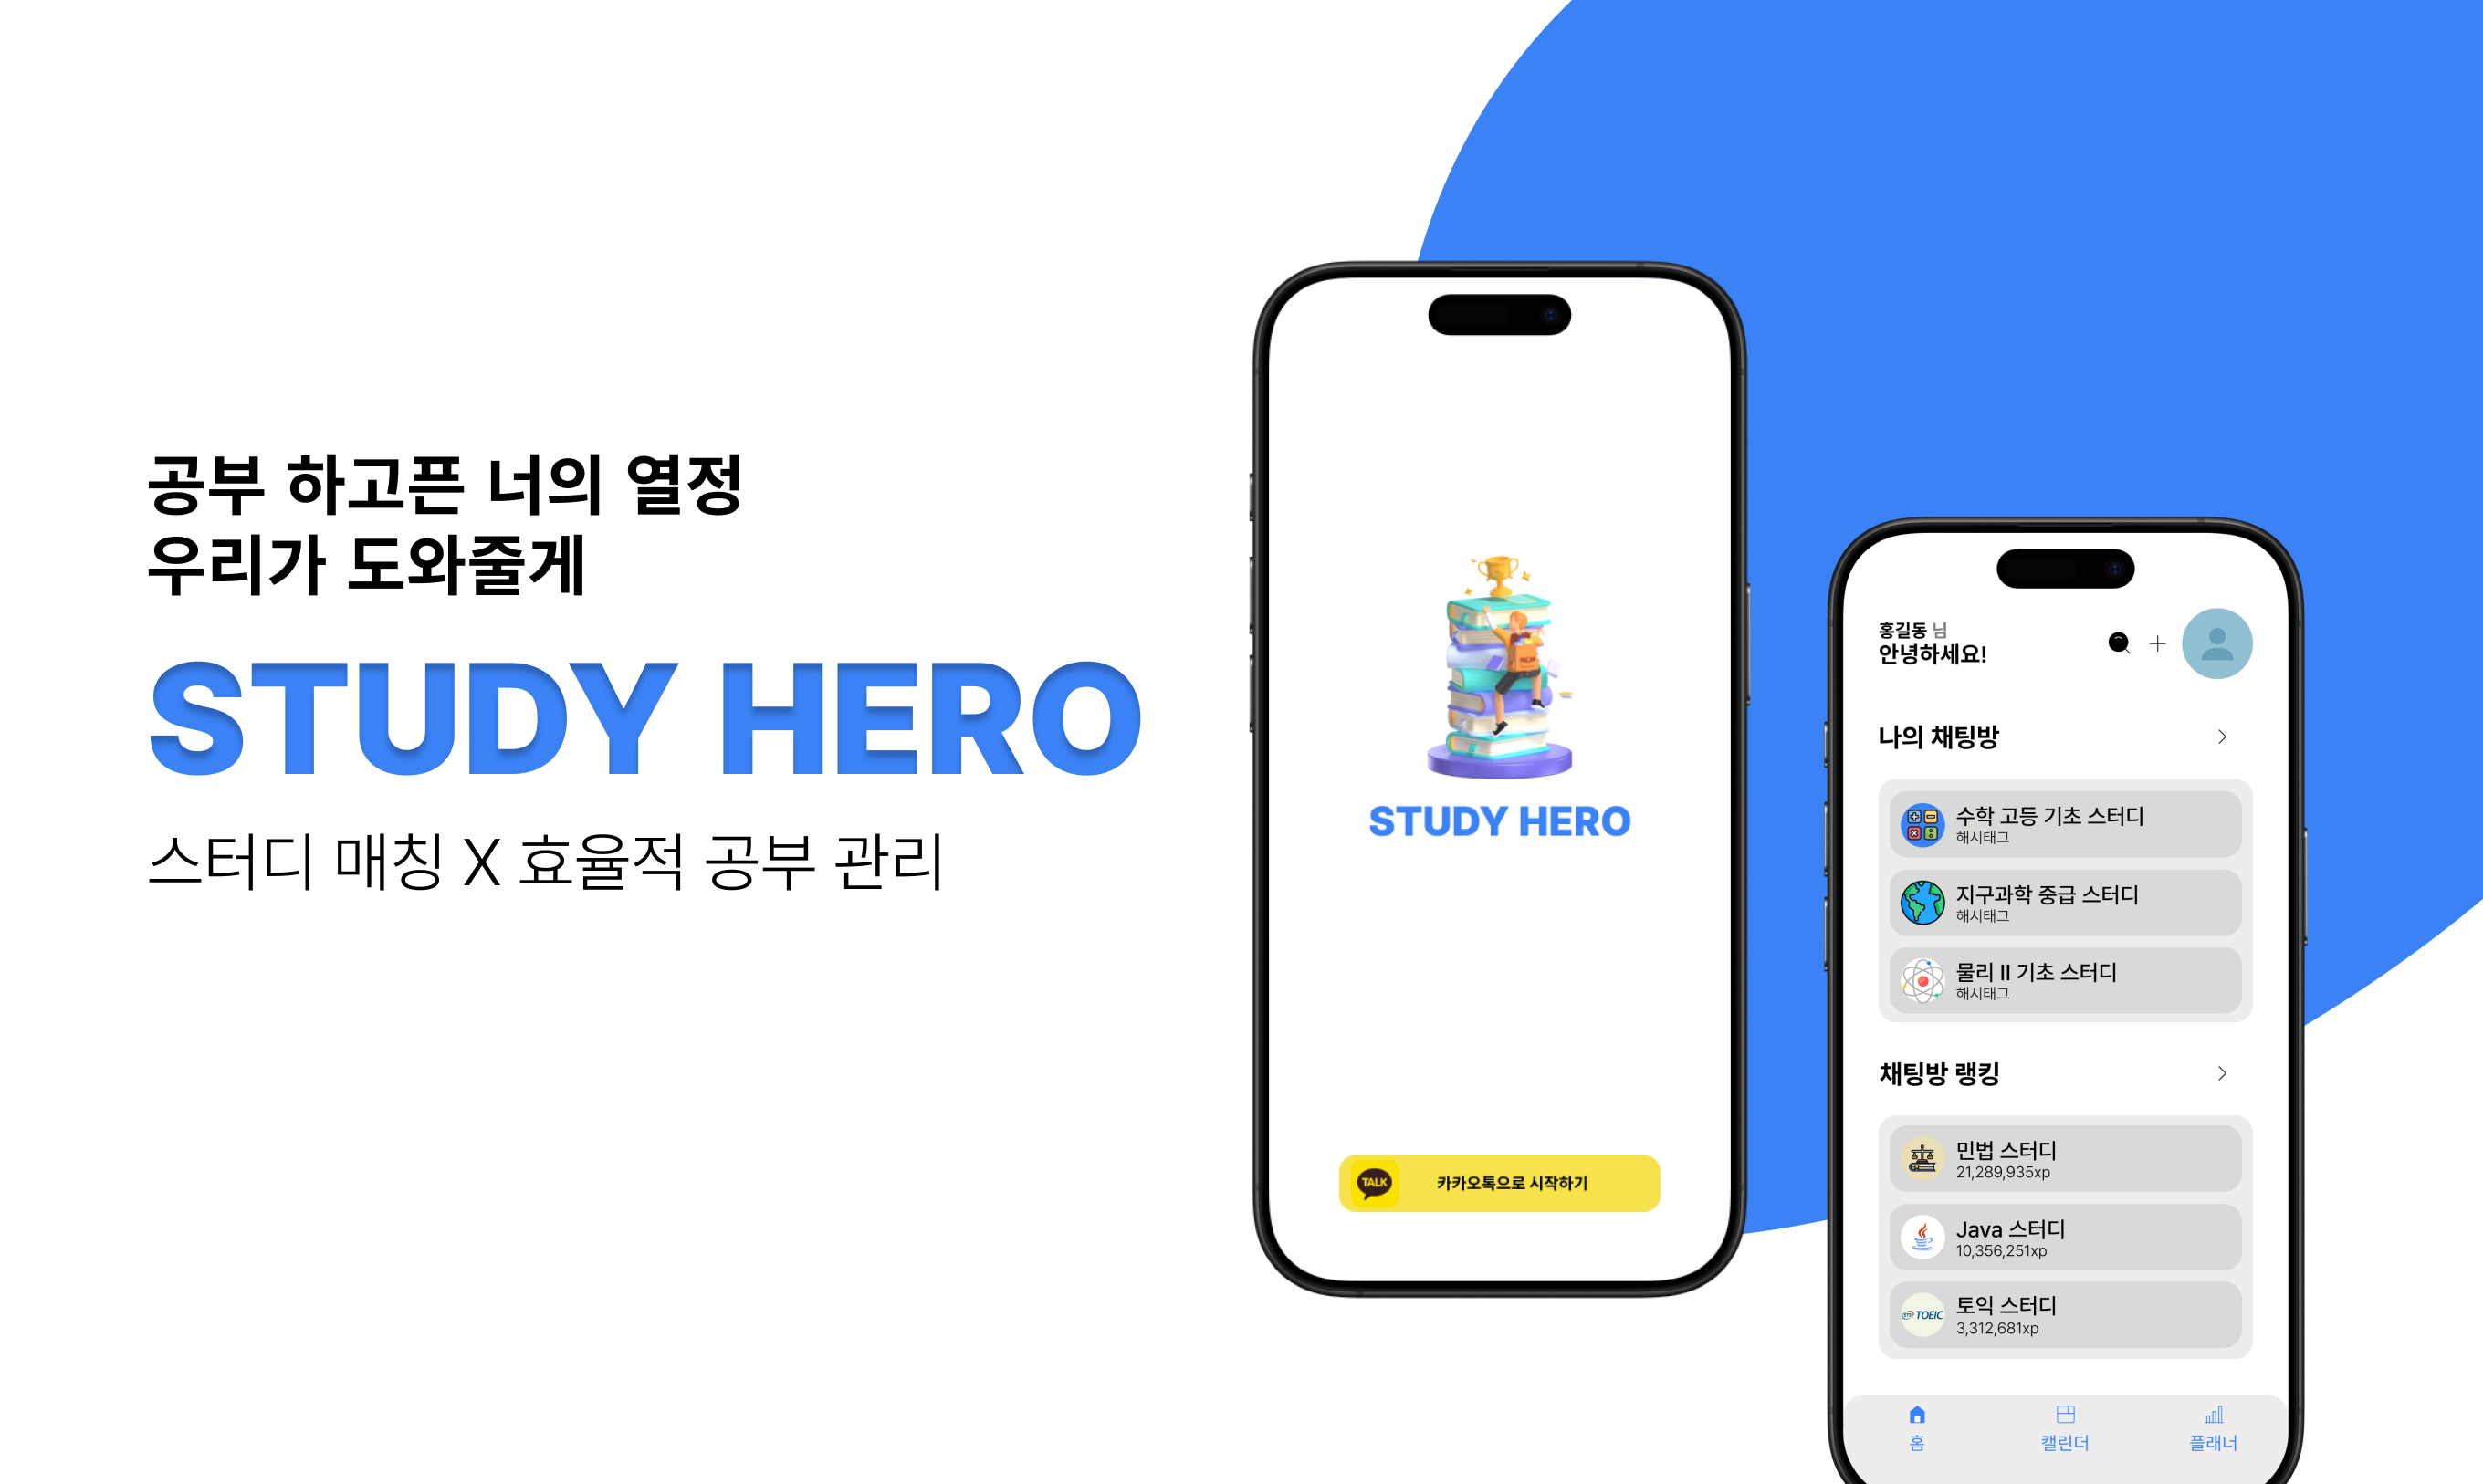 공부 하고픈 너의 열정
우리가 도와줄게
STUDY HERO
스터디 매칭 X 효율적 공부 관리
STUDY HERO
TALK
카카오톡으로 시작하기
홍길동 님
안녕하세요!
나의 채팅방
수학 고등 기초 스터디
해시태그
지구과학 중급 스터디
해시태그
물리 II 기초 스터디
해시태그
채팅방 랭킹
민법 스터디
21,289,935xp
Java 스터디
10,356,251xp
ETS TOEIC
토익 스터디
3,312,681xp
홈
캘린더
플래너